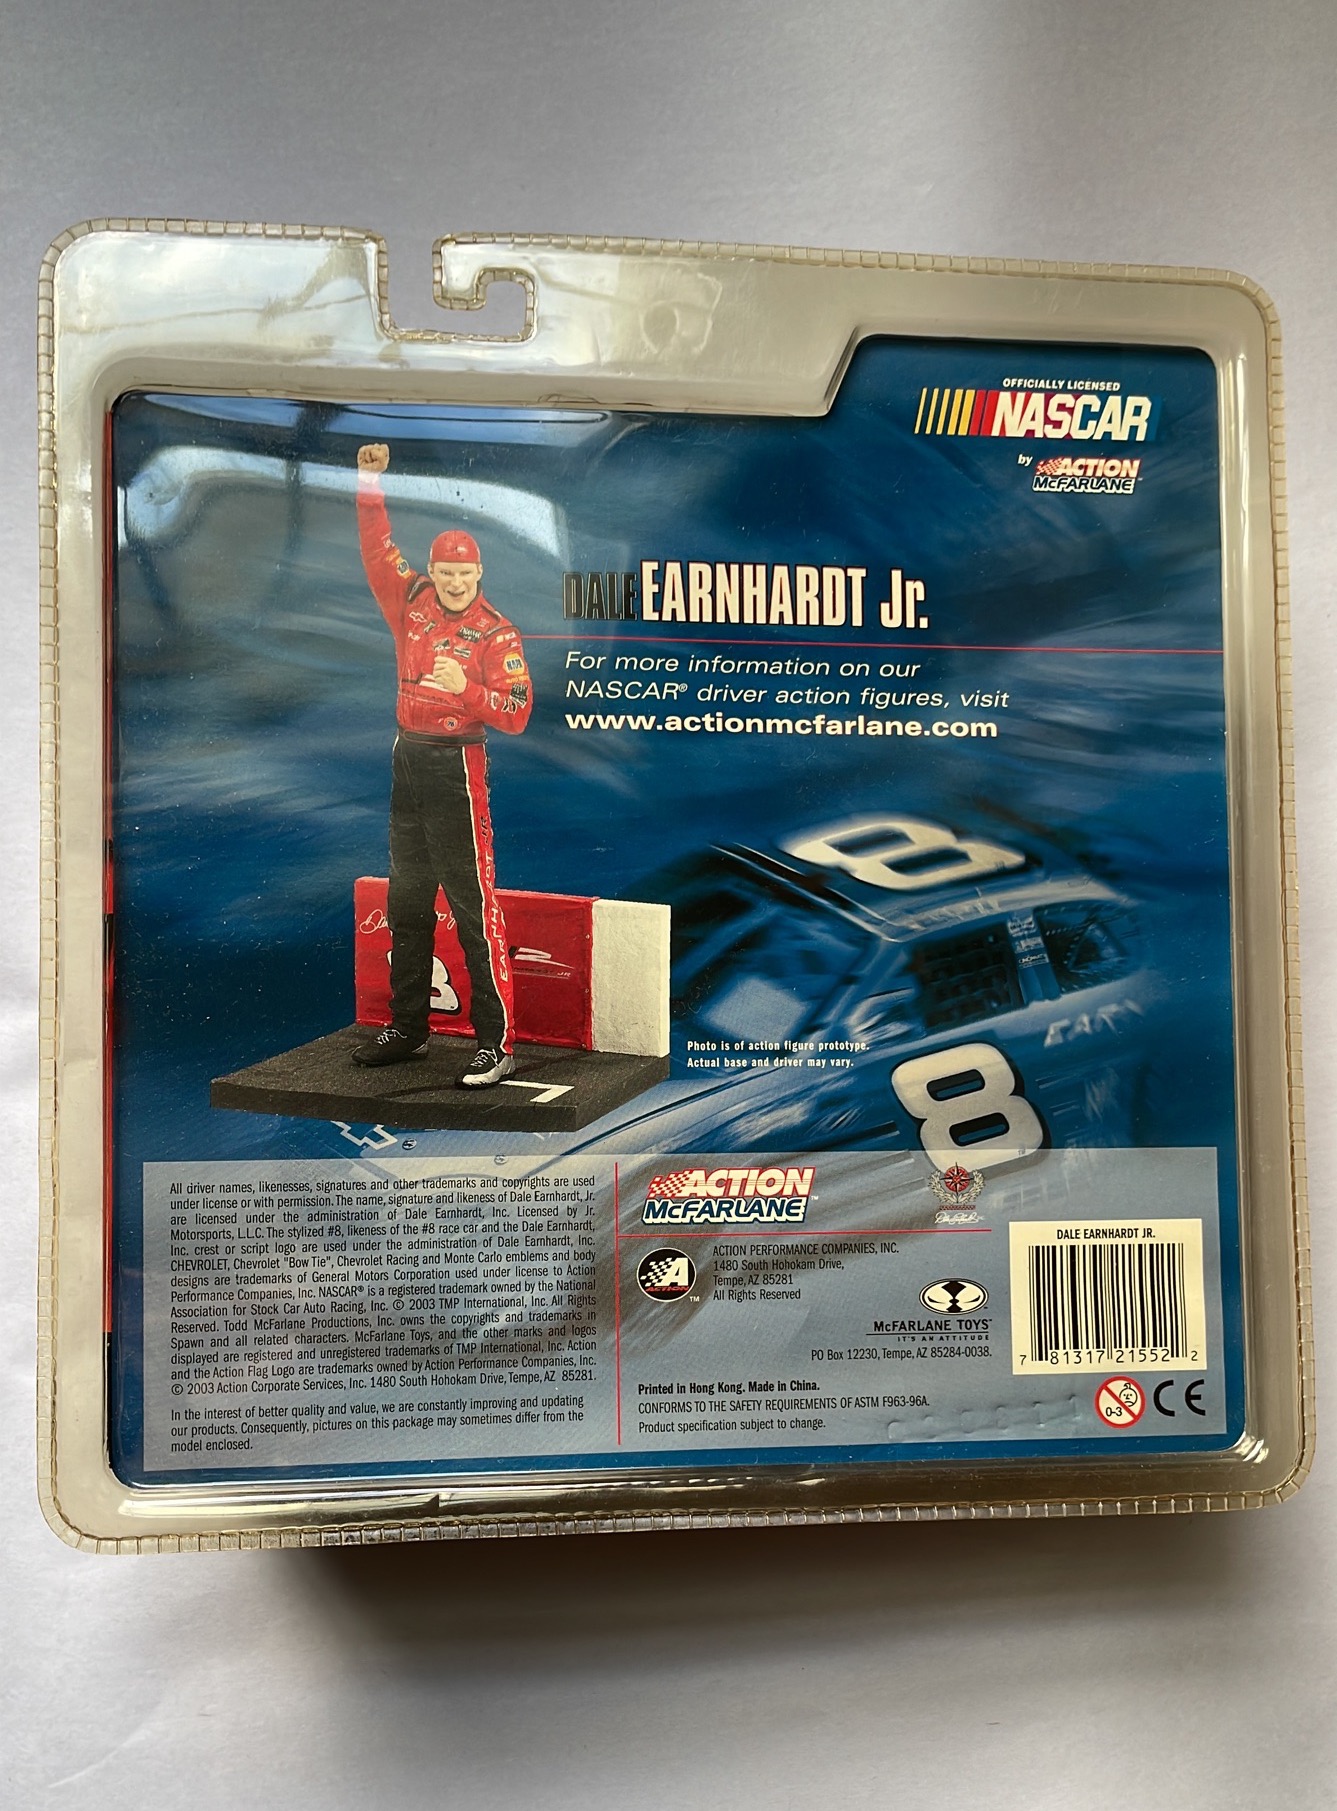 OFFICIALLY LICENSED
NASCAR
by ACTION
McFARLANE
DALE EARNHARDT Jr.
For more information on our
NASCAR® driver action figures, visit
www.actionmcfarlane.com
8
NAPA
EARNHARDT JR
8
Photo is of action figure prototype.
Actual base and driver may vary.
EARN
8
All driver names, likenesses, signatures and other trademarks and copyrights are used
under license or with permission. The name, signature and likeness of Dale Earnhardt, Jr.
are licensed under the administration of Dale Earnhardt, Inc. Licensed by Jr.
Motorsports, L.L.C. The stylized #8, likeness of the #8 race car and the Dale Earnhardt,
Inc. crest or script logo are used under the administration of Dale Earnhardt, Inc.
CHEVROLET, Chevrolet "Bow Tie", Chevrolet Racing and Monte Carlo emblems and body
designs are trademarks of General Motors Corporation used under license to Action
Performance Companies, Inc. NASCAR® is a registered trademark owned by the National
Association for Stock Car Auto Racing, Inc. © 2003 TMP International, Inc. All Rights
Reserved. Todd McFarlane Productions, Inc. owns the copyrights and trademarks in
Spawn and all related characters. McFarlane Toys, and the other marks and logos
displayed are registered and unregistered trademarks of TMP International, Inc. Action
and the Action Flag Logo are trademarks owned by Action Performance Companies, Inc.
© 2003 Action Corporate Services, Inc. 1480 South Hohokam Drive, Tempe, AZ 85281.
In the interest of better quality and value, we are constantly improving and updating
our products. Consequently, pictures on this package may sometimes differ from the
model enclosed.
ACTION
McFARLANE™
A
ACTION
™
ACTION PERFORMANCE COMPANIES, INC.
1480 South Hohokam Drive,
Tempe, AZ 85281
All Rights Reserved
McFARLANE TOYS™
IT'S AN ATTITUDE
PO Box 12230, Tempe, AZ 85284-0038.
Printed in Hong Kong. Made in China.
CONFORMS TO THE SAFETY REQUIREMENTS OF ASTM F963-96A.
Product specification subject to change.
DALE EARNHARDT JR.
7 81317 21552 2
0-3
CE